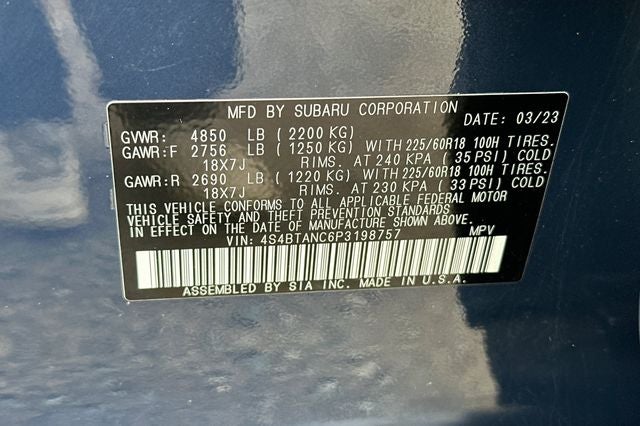 MFD BY SUBARU CORPORATION DATE: 03/23
GVWR: 4850 LB (2200 KG)
GAWR:F 2756 LB (1250 KG) WITH 225/60R18 100H TIRES.
18X7J RIMS. AT 240 KPA (35 PSI) COLD
GAWR:R 2690 LB (1220 KG) WITH 225/60R18 100H TIRES.
18X7J RIMS. AT 230 KPA (33 PSI) COLD
THIS VEHICLE CONFORMS TO ALL APPLICABLE FEDERAL MOTOR
VEHICLE SAFETY AND THEFT PREVENTION STANDARDS
IN EFFECT ON THE DATE OF MANUFACTURE SHOWN ABOVE.
VIN: 4S4BTANC6P3198757 MPV
ASSEMBLED BY SIA INC. MADE IN U.S.A.